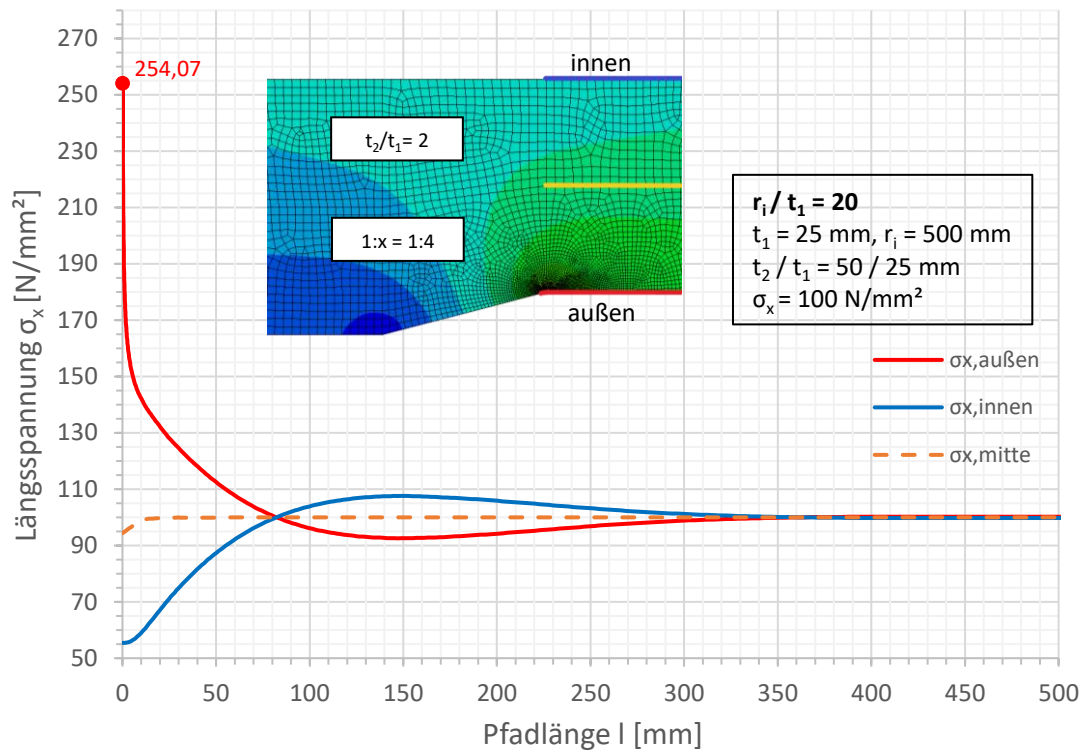 Längsspannung σx [N/mm²]
270
250
230
210
190
170
150
130
110
90
70
50
254,07
innen
t2/t1= 2
1:x = 1:4
außen
ri / t1 = 20
t1 = 25 mm, ri = 500 mm
t2 / t1 = 50 / 25 mm
σx = 100 N/mm²
σx,außen
σx,innen
σx,mitte
0 50 100 150 200 250 300 350 400 450 500
Pfadlänge l [mm]